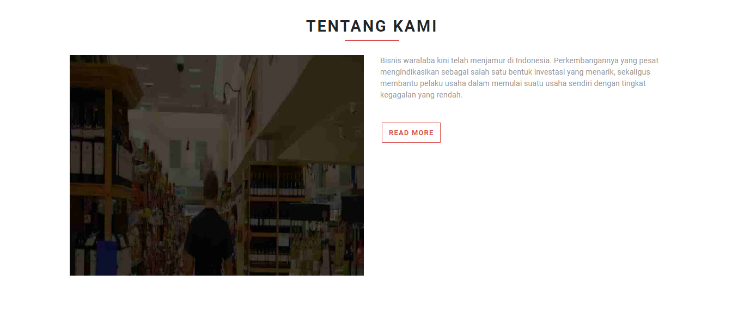 TENTANG KAMI
Bisnis waralaba kini telah menjamur di Indonesia. Perkembangannya yang pesat
mengindikasikan sebagai salah satu bentuk investasi yang menarik, sekaligus
membantu pelaku usaha dalam memulai suatu usaha sendiri dengan tingkat
kegagalan yang rendah.
READ MORE